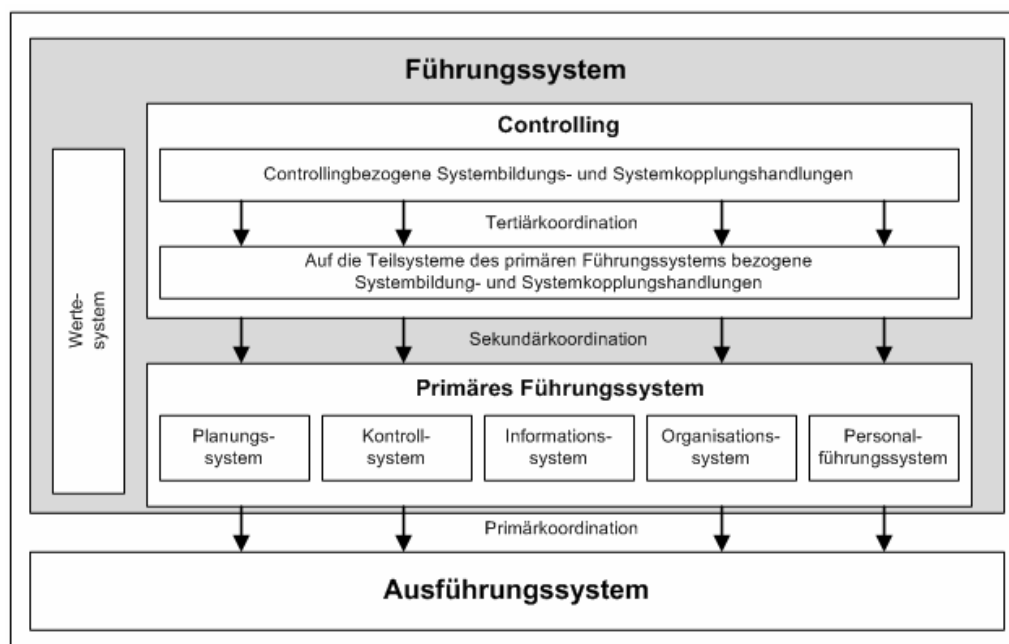 Führungssystem
Controlling
Controllingbezogene Systembildungs- und Systemkopplungshandlungen
Tertiärkoordination
Auf die Teilsysteme des primären Führungssystems bezogene
Systembildung- und Systemkopplungshandlungen
Werte-
system
Sekundärkoordination
Primäres Führungssystem
Planungs-
system
Kontroll-
system
Informations-
system
Organisations-
system
Personal-
führungssystem
Primärkoordination
Ausführungssystem